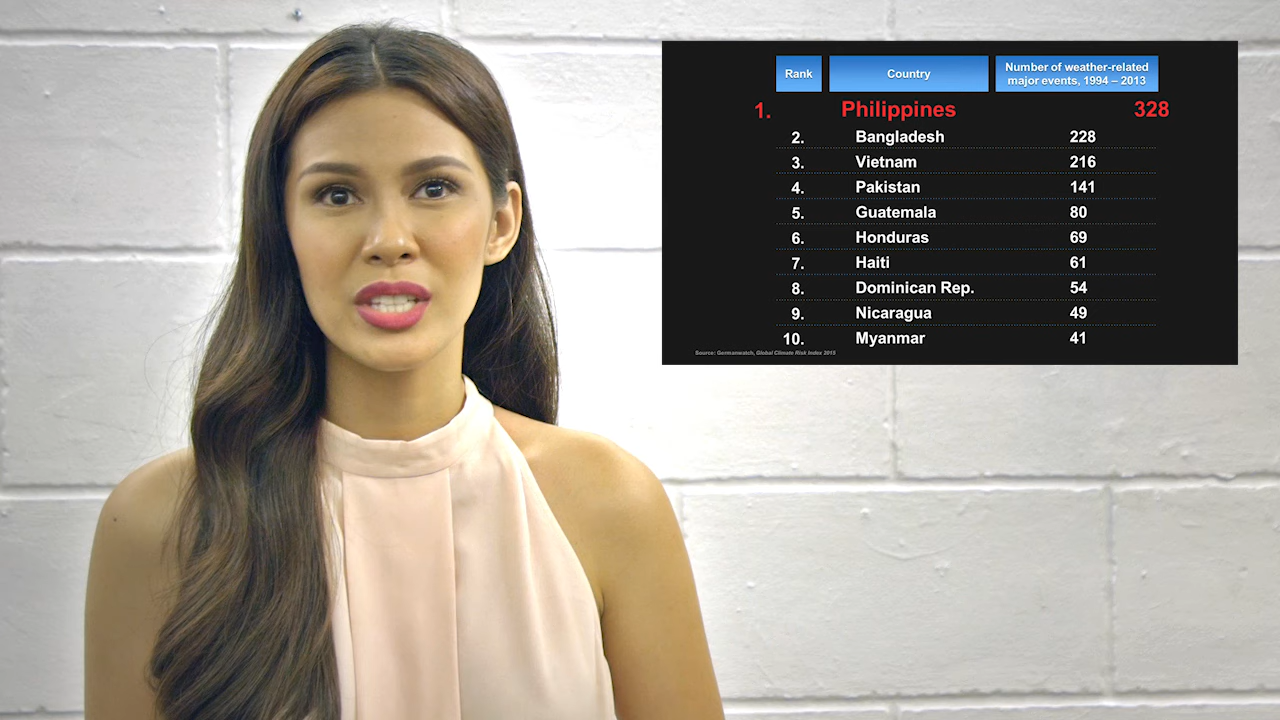 Rank Country Number of weather-related
major events, 1994 – 2013
1. Philippines 328
2. Bangladesh 228
3. Vietnam 216
4. Pakistan 141
5. Guatemala 80
6. Honduras 69
7. Haiti 61
8. Dominican Rep. 54
9. Nicaragua 49
10. Myanmar 41
Source: Germanwatch, Global Climate Risk Index 2015